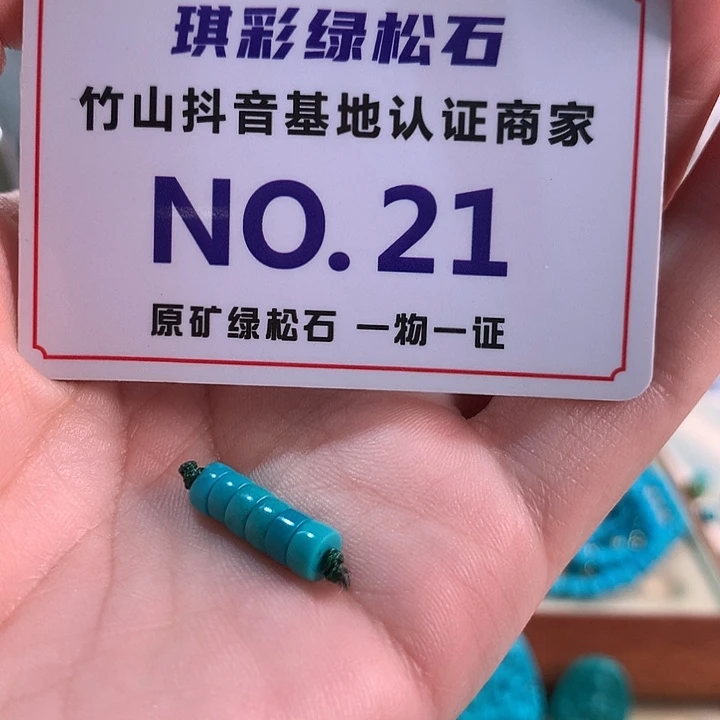 琪彩绿松石
竹山抖音基地认证商家
NO.21
原矿绿松石 一物一证